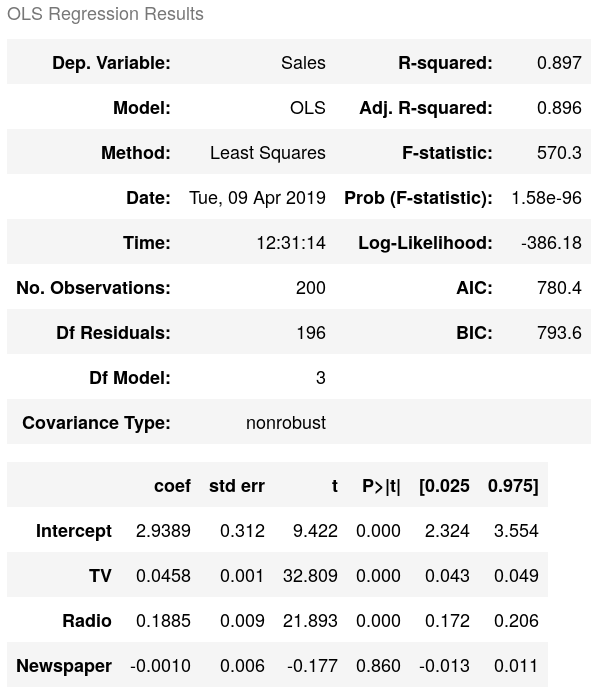 OLS Regression Results
Dep. Variable: Sales R-squared: 0.897
Model: OLS Adj. R-squared: 0.896
Method: Least Squares F-statistic: 570.3
Date: Tue, 09 Apr 2019 Prob (F-statistic): 1.58e-96
Time: 12:31:14 Log-Likelihood: -386.18
No. Observations: 200 AIC: 780.4
Df Residuals: 196 BIC: 793.6
Df Model: 3
Covariance Type: nonrobust
coef std err t P>|t| [0.025 0.975]
Intercept 2.9389 0.312 9.422 0.000 2.324 3.554
TV 0.0458 0.001 32.809 0.000 0.043 0.049
Radio 0.1885 0.009 21.893 0.000 0.172 0.206
Newspaper -0.0010 0.006 -0.177 0.860 -0.013 0.011